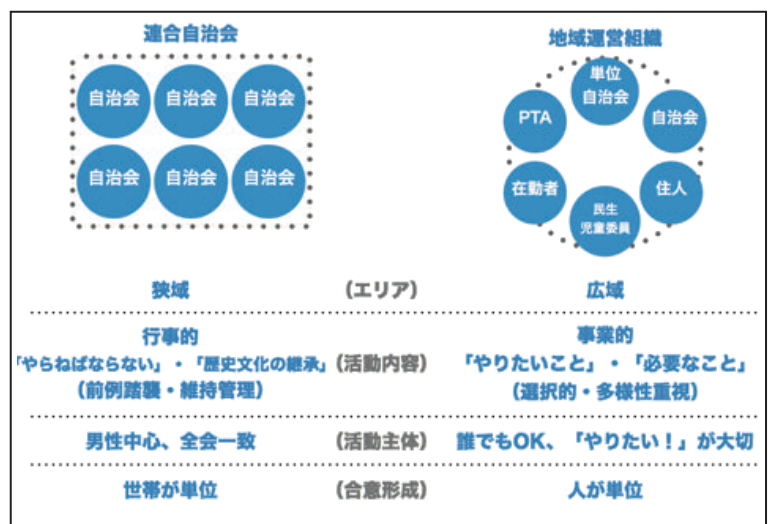 連合自治会
自治会
自治会
自治会
自治会
自治会
自治会
地域運営組織
単位
自治会
PTA
自治会
在勤者
住人
民生
児童委員
狭域
（エリア）
広域
行事的
「やらねばならない」・「歴史文化の継承」
（前例踏襲・維持管理）
（活動内容）
事業的
「やりたいこと」・「必要なこと」
（選択的・多様性重視）
男性中心、全会一致
（活動主体）
誰でもOK、「やりたい！」が大切
世帯が単位
（合意形成）
人が単位